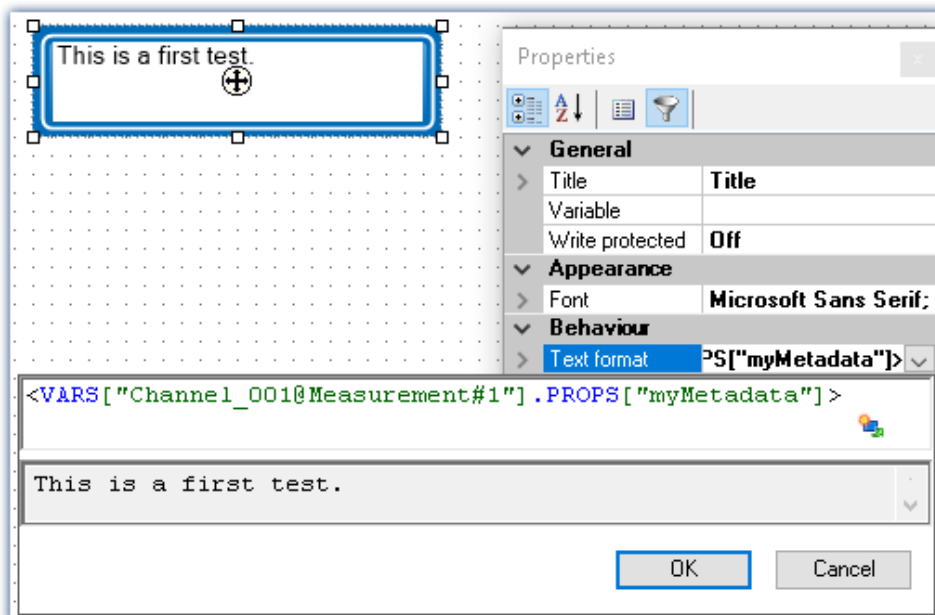 This is a first test.
Properties
General
Title Title
Variable
Write protected Off
Appearance
Font Microsoft Sans Serif;
Behaviour
Text format PS["myMetadata"]>
<VARS["Channel_001@Measurement#1"].PROPS["myMetadata"]>
This is a first test.
OK Cancel